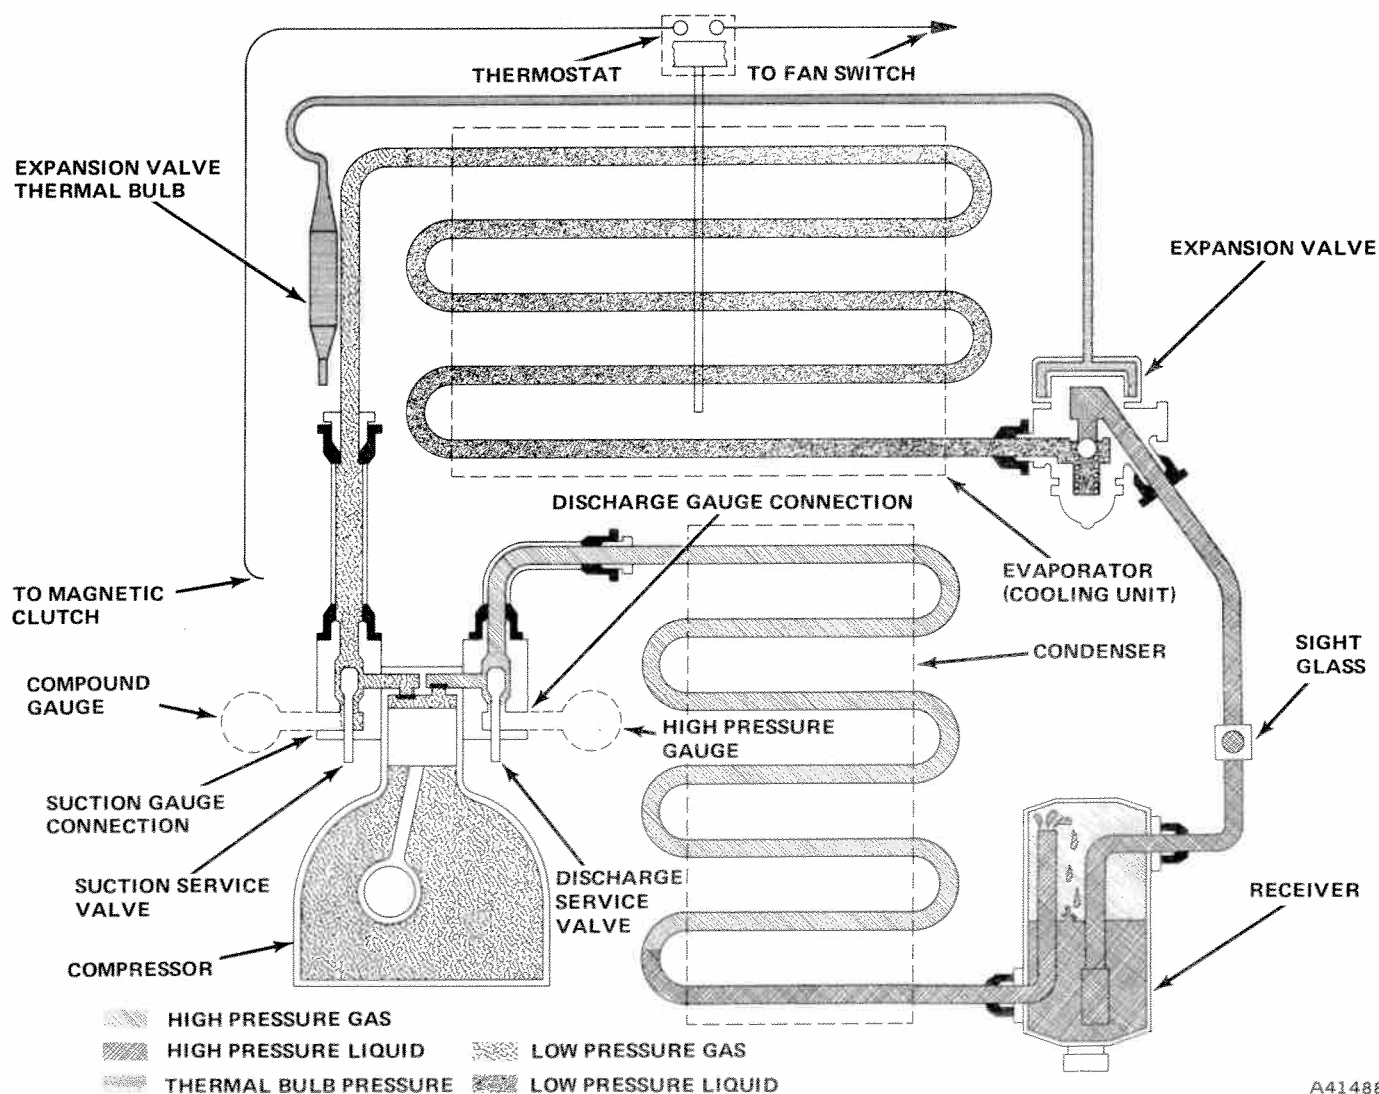 THERMOSTAT
TO FAN SWITCH
EXPANSION VALVE
THERMAL BULB
EXPANSION VALVE
DISCHARGE GAUGE CONNECTION
EVAPORATOR
(COOLING UNIT)
TO MAGNETIC
CLUTCH
CONDENSER
SIGHT
GLASS
COMPOUND
GAUGE
HIGH PRESSURE
GAUGE
SUCTION GAUGE
CONNECTION
SUCTION SERVICE
VALVE
DISCHARGE
SERVICE
VALVE
RECEIVER
COMPRESSOR
HIGH PRESSURE GAS
HIGH PRESSURE LIQUID
LOW PRESSURE GAS
THERMAL BULB PRESSURE
LOW PRESSURE LIQUID
A41488